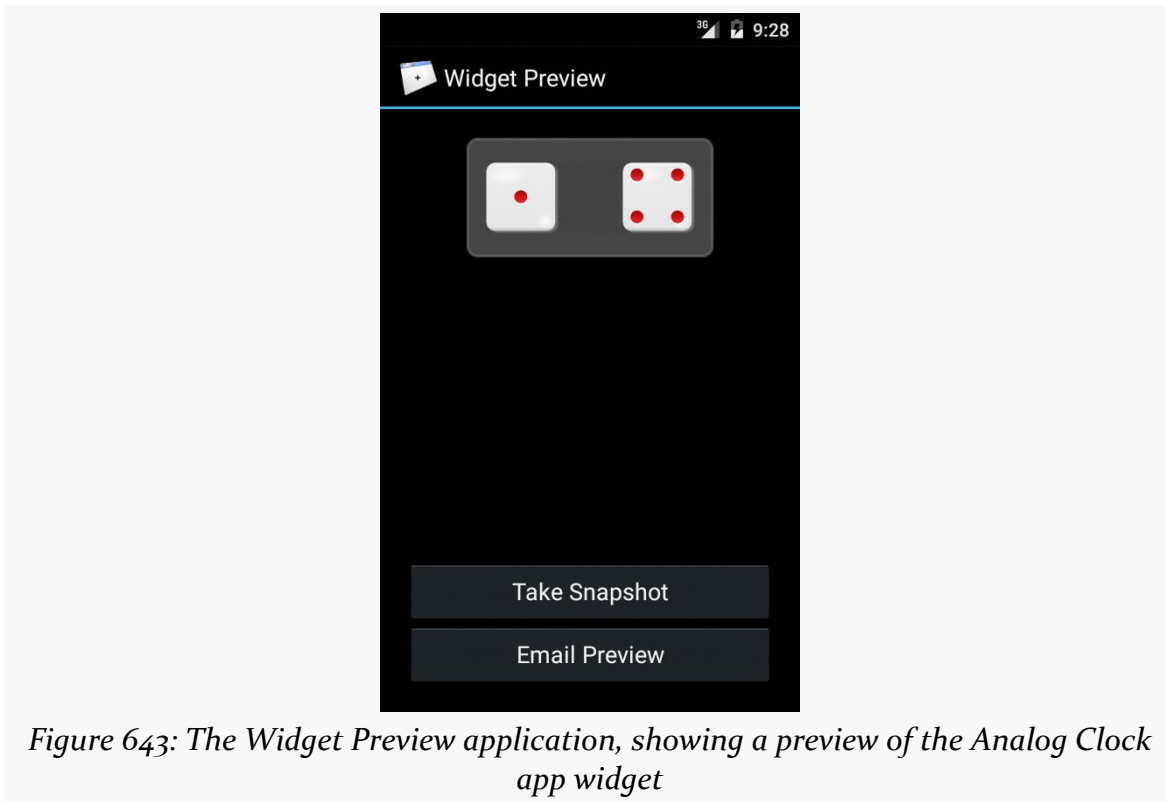 3G 9:28
Widget Preview
Take Snapshot
Email Preview
Figure 643: The Widget Preview application, showing a preview of the Analog Clock
app widget